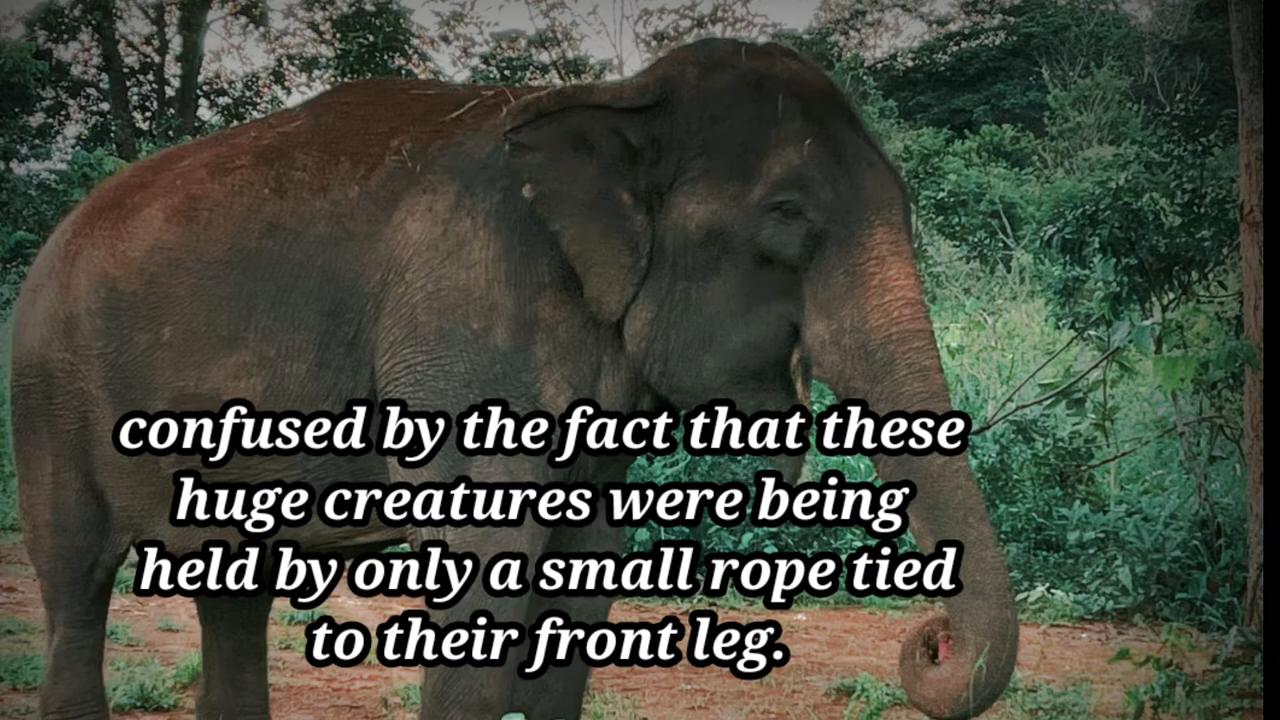 confused by the fact that these
huge creatures were being
held by only a small rope tied
to their front leg.